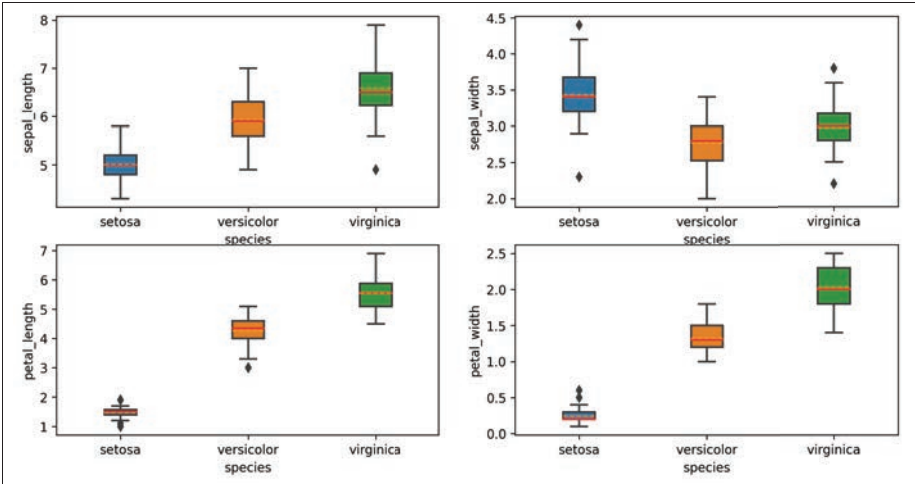 sepal_length
8
7
6
5
setosa
versicolor
virginica
species
sepal_width
4.5
4.0
3.5
3.0
2.5
2.0
setosa
versicolor
virginica
species
petal_length
7
6
5
4
3
2
1
setosa
versicolor
virginica
species
petal_width
2.5
2.0
1.5
1.0
0.5
0.0
setosa
versicolor
virginica
species